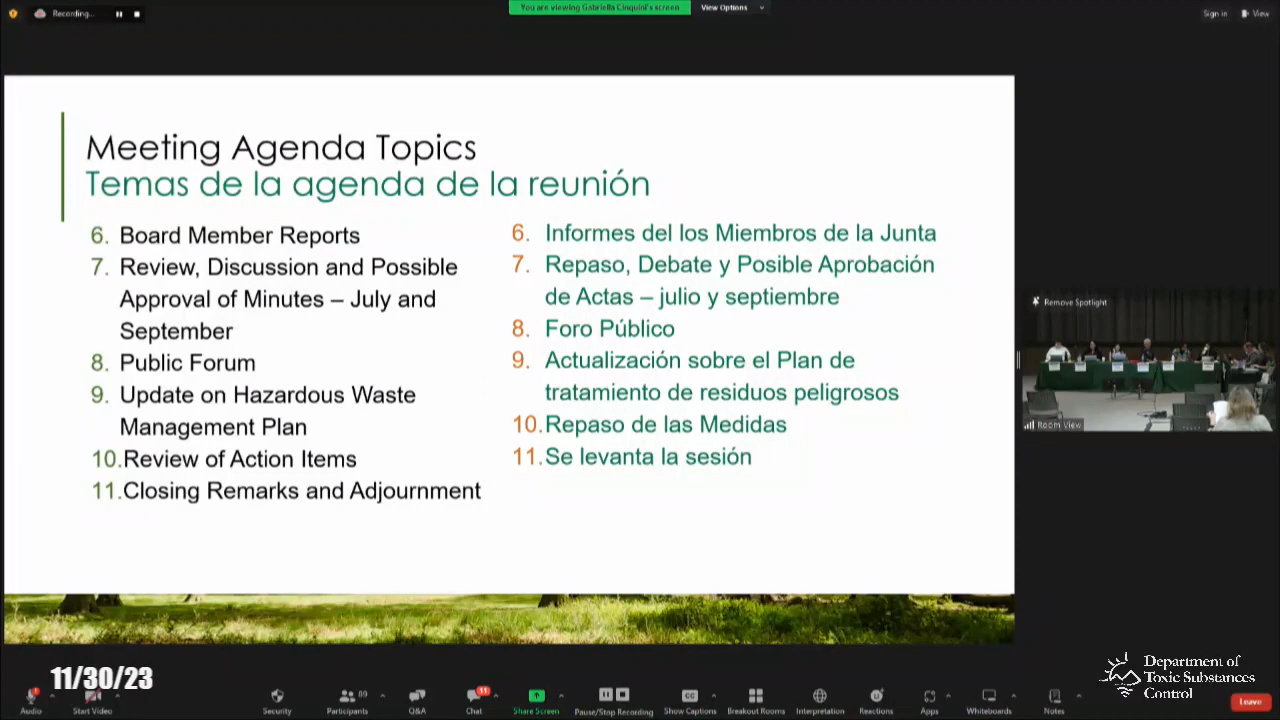 Recording...
You are viewing Gabriella Cinquini's screen
View Options
Sign in
View
Meeting Agenda Topics
Temas de la agenda de la reunión
6. Board Member Reports
7. Review, Discussion and Possible
Approval of Minutes – July and
September
8. Public Forum
9. Update on Hazardous Waste
Management Plan
10.Review of Action Items
11.Closing Remarks and Adjournment
6. Informes del los Miembros de la Junta
7. Repaso, Debate y Posible Aprobación
de Actas – julio y septiembre
8. Foro Público
9. Actualización sobre el Plan de
tratamiento de residuos peligrosos
10.Repaso de las Medidas
11.Se levanta la sesión
Remove Spotlight
Room View
11/30/23
Department of
Toxic Substances
Control
Audio
Start Video
Security
Participants
89
Q&A
Chat
11
Share Screen
Pause/Stop Recording
Show Captions
Breakout Rooms
Interpretation
Reactions
Apps
Whiteboards
Notes
Leave